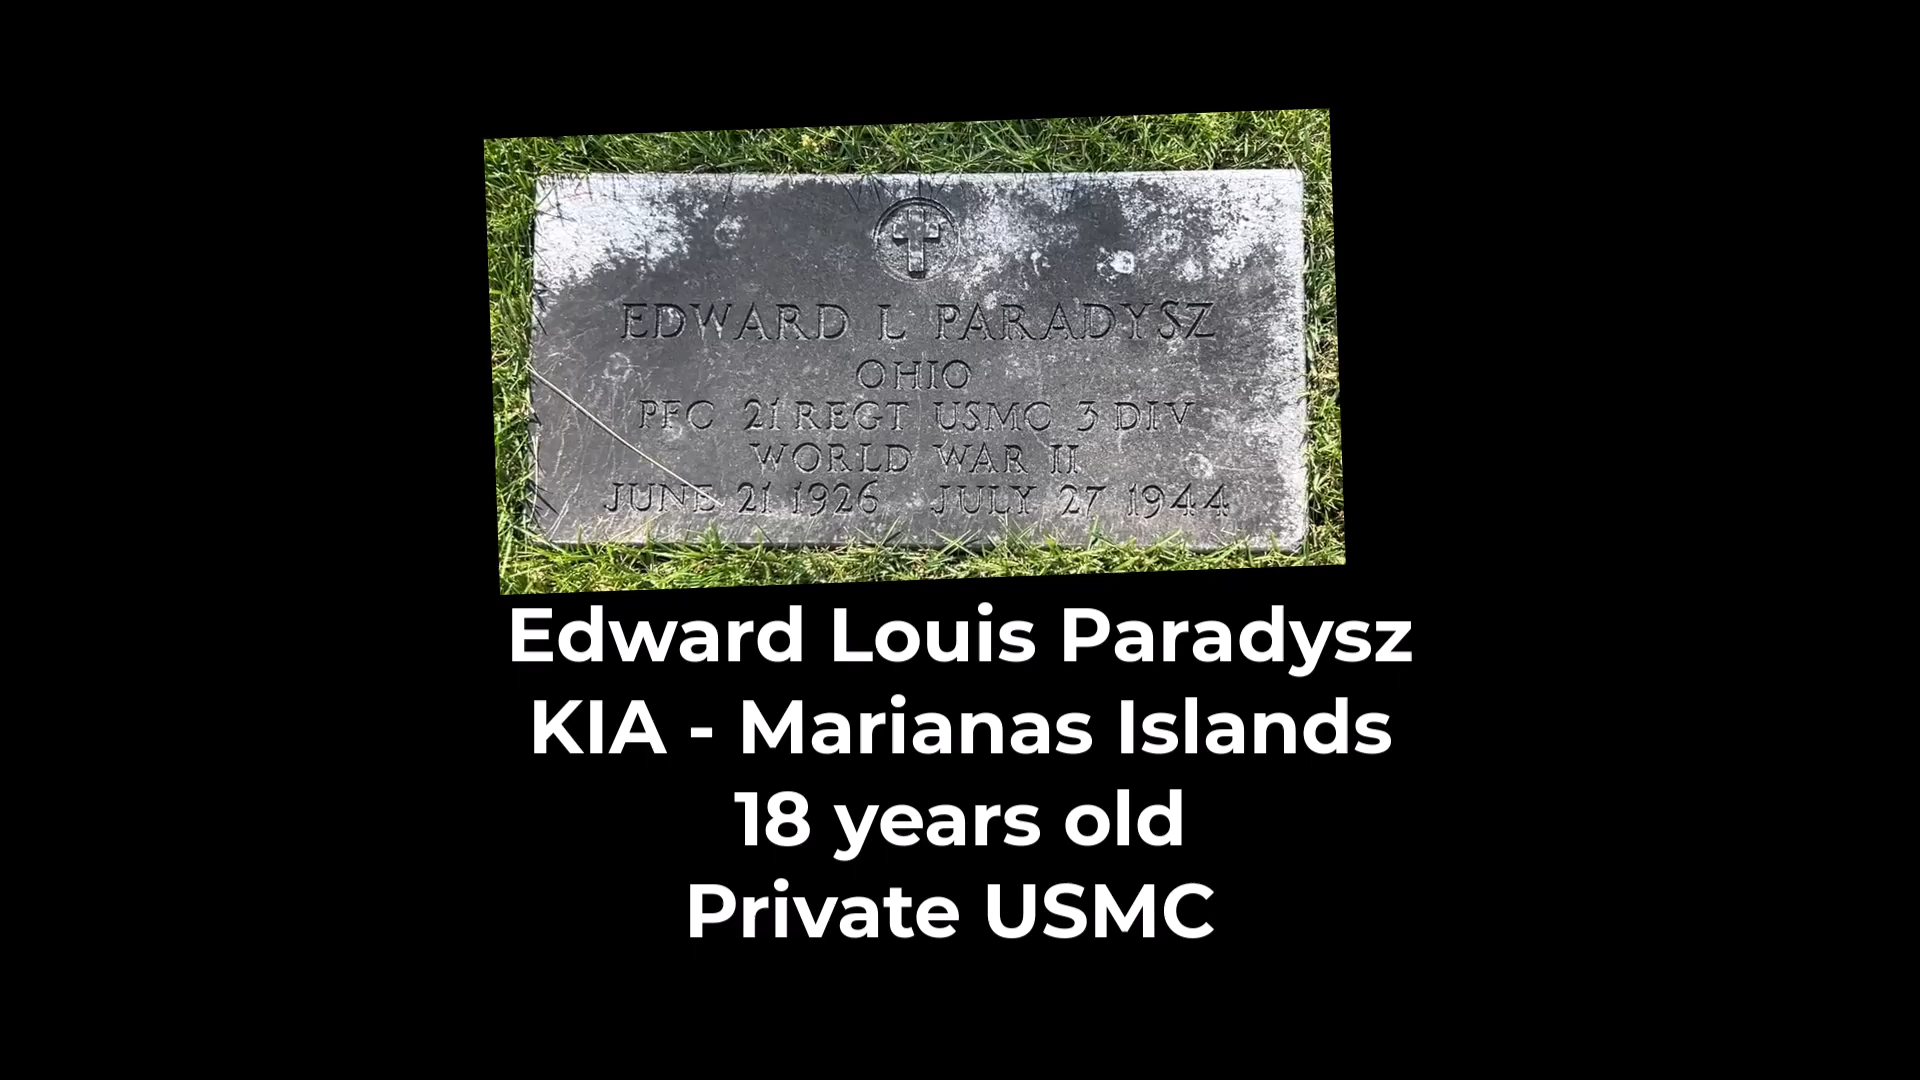 EDWARD L PARADYSZ
OHIO
PFC 21 REGT USMC 3 DIV
WORLD WAR II
JUNE 21 1926 JULY 27 1944
Edward Louis Paradysz
KIA - Marianas Islands
18 years old
Private USMC